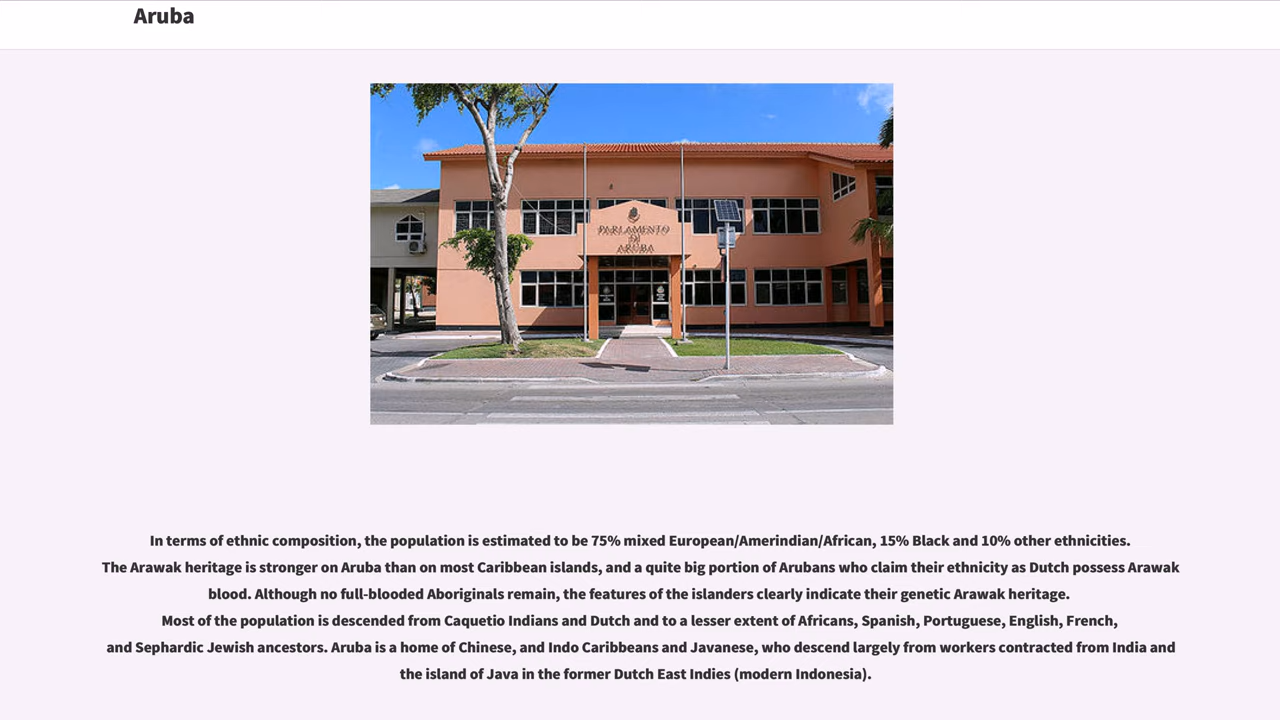 Aruba
PARLAMENTO
DI
ARUBA
In terms of ethnic composition, the population is estimated to be 75% mixed European/Amerindian/African, 15% Black and 10% other ethnicities.
The Arawak heritage is stronger on Aruba than on most Caribbean islands, and a quite big portion of Arubans who claim their ethnicity as Dutch possess Arawak
blood. Although no full-blooded Aboriginals remain, the features of the islanders clearly indicate their genetic Arawak heritage.
Most of the population is descended from Caquetio Indians and Dutch and to a lesser extent of Africans, Spanish, Portuguese, English, French,
and Sephardic Jewish ancestors. Aruba is a home of Chinese, and Indo Caribbeans and Javanese, who descend largely from workers contracted from India and
the island of Java in the former Dutch East Indies (modern Indonesia).